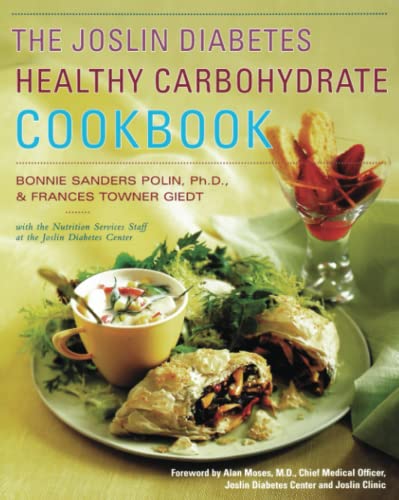 THE JOSLIN DIABETES
HEALTHY CARBOHYDRATE
COOKBOOK
BONNIE SANDERS POLIN, Ph.D.,
& FRANCES TOWNER GIEDT
with the Nutrition Services Staff
at the Joslin Diabetes Center
Foreword by Alan Moses, M.D., Chief Medical Officer,
Joslin Diabetes Center and Joslin Clinic